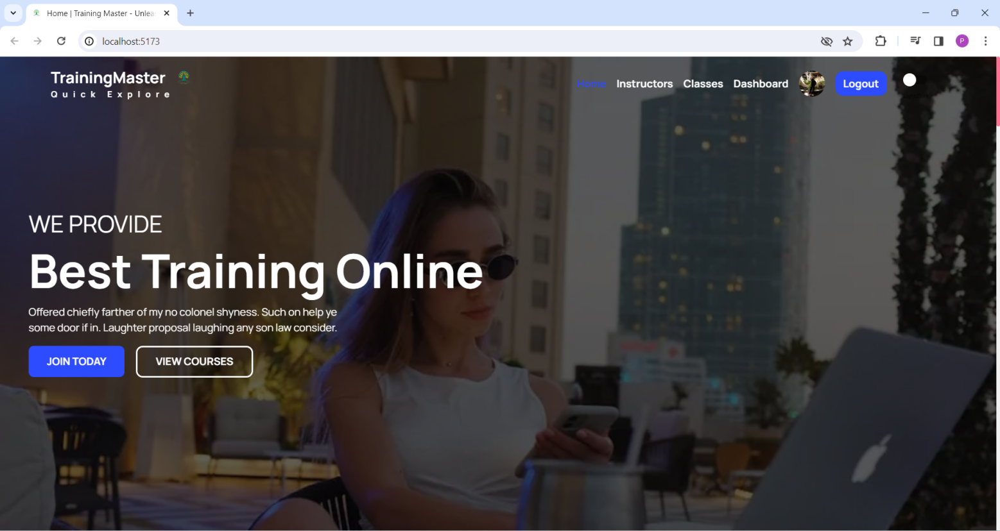 Home | Training Master - Unlea
localhost:5173
P
TrainingMaster
Quick Explore
Home Instructors Classes Dashboard Logout
WE PROVIDE
Best Training Online
Offered chiefly farther of my no colonel shyness. Such on help ye
some door if in. Laughter proposal laughing any son law consider.
JOIN TODAY VIEW COURSES